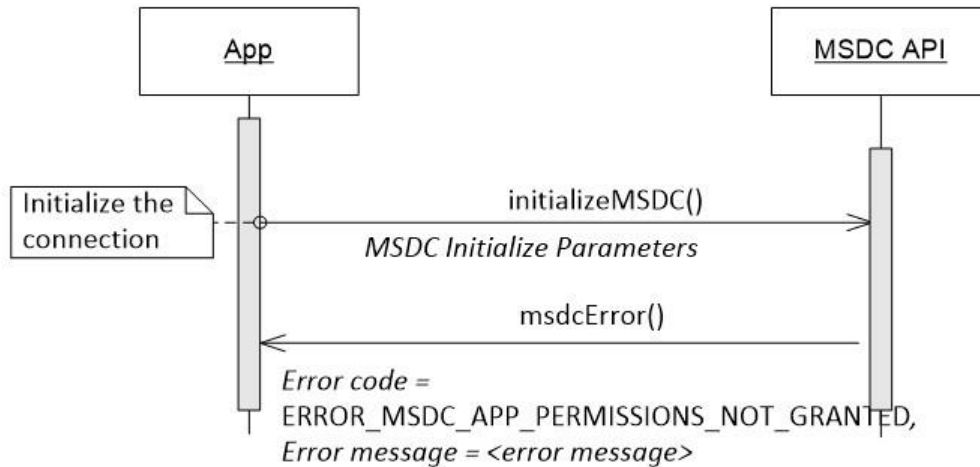 App
MSDC API
Initialize the
connection
initializeMSDC()
MSDC Initialize Parameters
msdcError()
Error code =
ERROR_MSDC_APP_PERMISSIONS_NOT_GRANTED,
Error message = <error message>